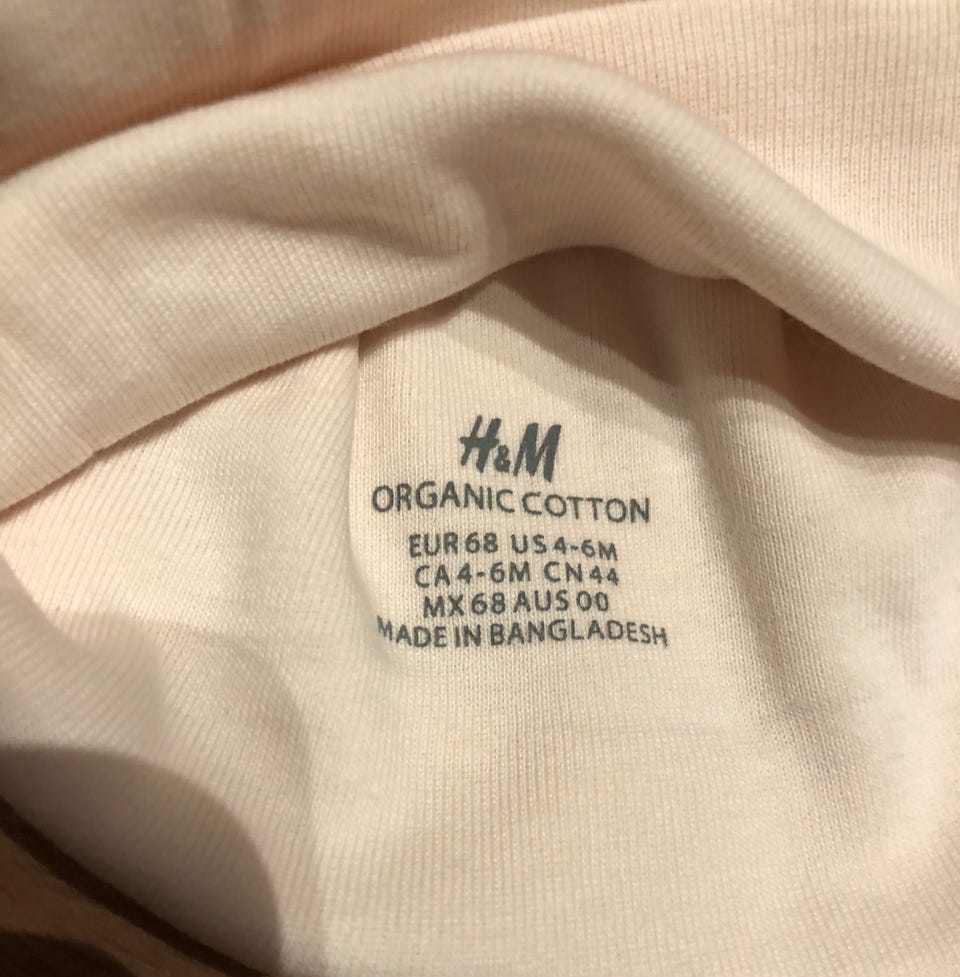 H&M
ORGANIC COTTON
EUR 68 US 4-6M
CA 4-6M CN 44
MX 68 AUS 00
MADE IN BANGLADESH